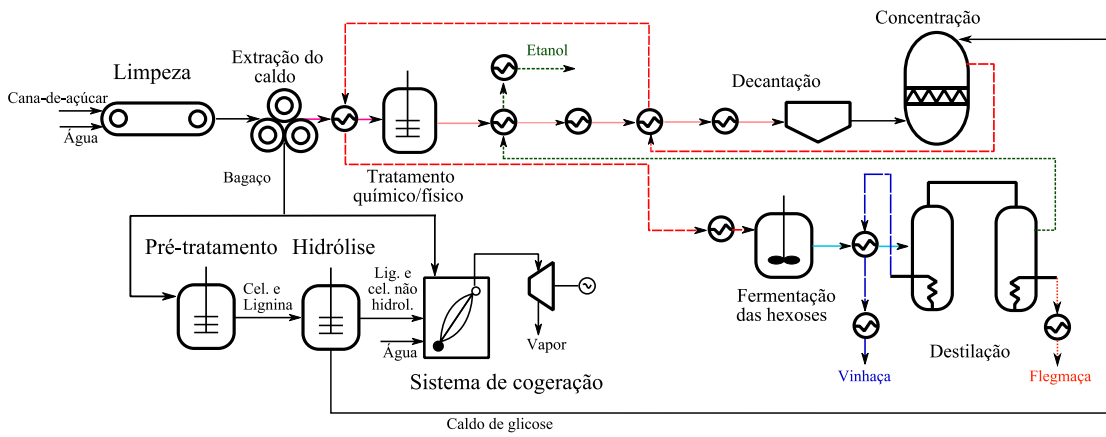 Concentração
Extração do
caldo
Etanol
Limpeza
Decantação
Cana-de-açúcar
Água
Tratamento
químico/físico
Bagaço
Pré-tratamento
Hidrólise
Cel. e
Lignina
Lig. e
cel. não
hidrol.
Fermentação
das hexoses
Água
Vapor
Destilação
Sistema de cogeração
Vinhaça
Flegmaça
Caldo de glicose